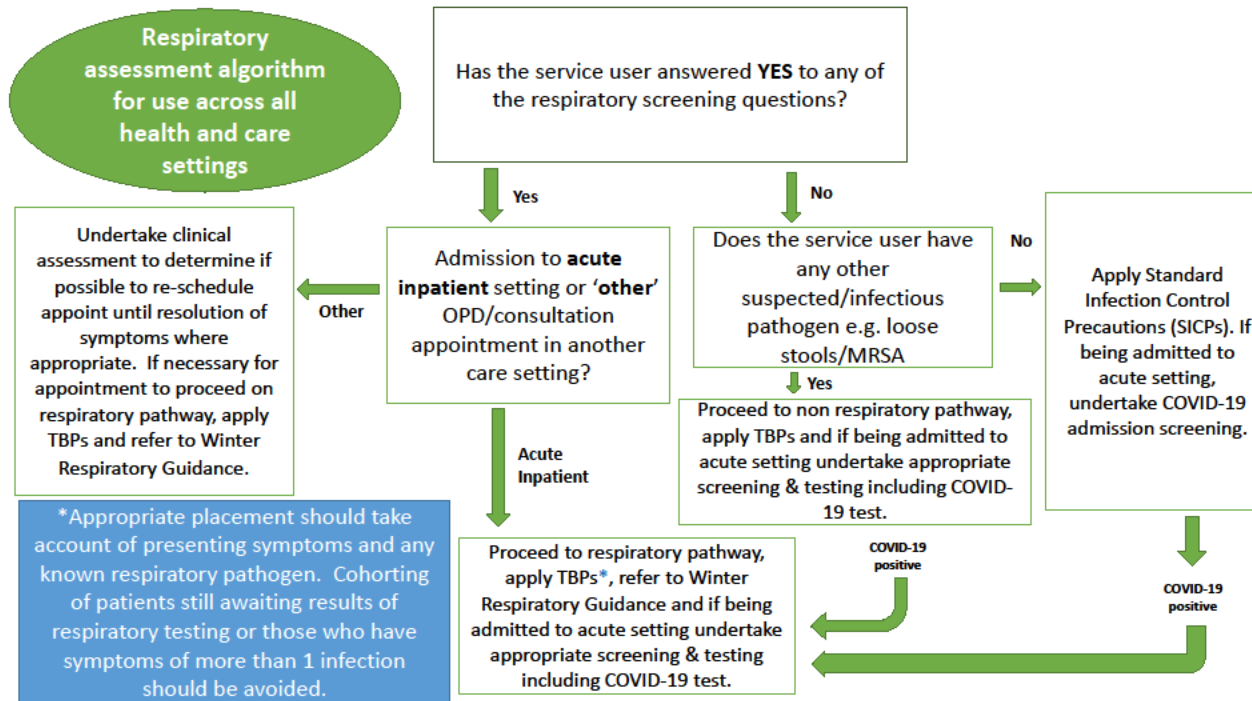 Respiratory
assessment algorithm
for use across all
health and care
settings
Has the service user answered YES to any of
the respiratory screening questions?
Yes
No
Undertake clinical
assessment to determine if
possible to re-schedule
appoint until resolution of
symptoms where
appropriate. If necessary for
appointment to proceed on
respiratory pathway, apply
TBPs and refer to Winter
Respiratory Guidance.
Other
Admission to acute
inpatient setting or ‘other’
OPD/consultation
appointment in another
care setting?
Does the service user have
any other
suspected/infectious
pathogen e.g. loose
stools/MRSA
No
Apply Standard
Infection Control
Precautions (SICPs). If
being admitted to
acute setting,
undertake COVID-19
admission screening.
Yes
Proceed to non respiratory pathway,
apply TBPs and if being admitted to
acute setting undertake appropriate
screening & testing including COVID-
19 test.
Acute
Inpatient
*Appropriate placement should take
account of presenting symptoms and any
known respiratory pathogen. Cohorting
of patients still awaiting results of
respiratory testing or those who have
symptoms of more than 1 infection
should be avoided.
Proceed to respiratory pathway,
apply TBPs*, refer to Winter
Respiratory Guidance and if being
admitted to acute setting undertake
appropriate screening & testing
including COVID-19 test.
COVID-19
positive
COVID-19
positive